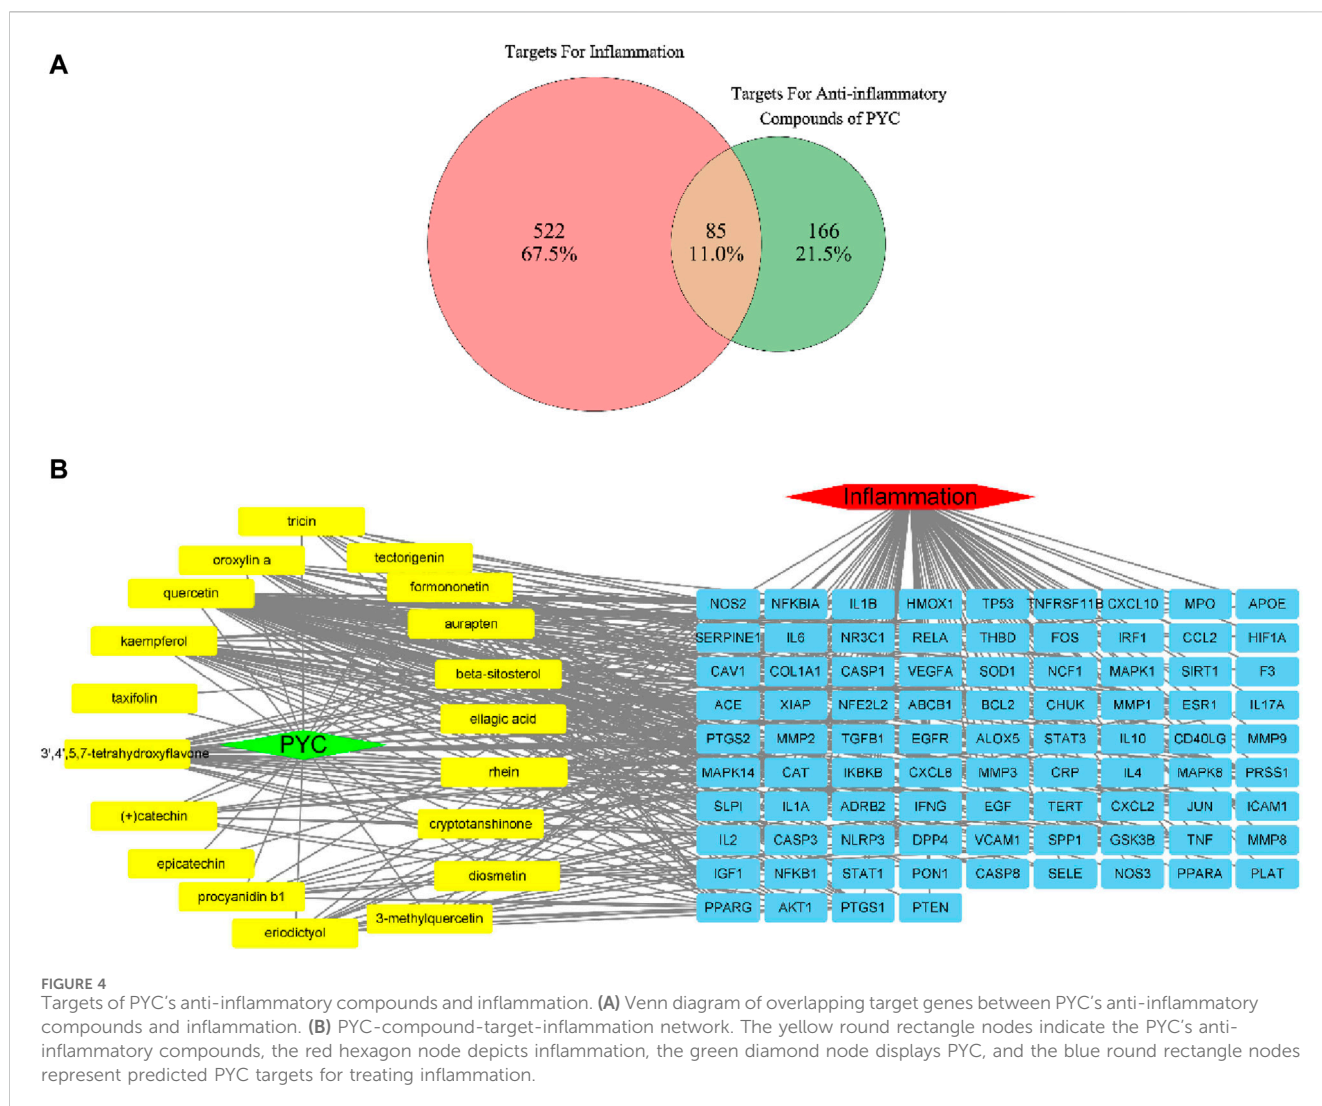 A
Targets For Inflammation
Targets For Anti-inflammatory
Compounds of PYC
522
67.5%
85
11.0%
166
21.5%
B
Inflammation
tricin
oroxylin a
tectorigenin
quercetin
formononetin
aurapten
kaempferol
beta-sitosterol
taxifolin
ellagic acid
3',4',5,7-tetrahydroxyflavone
PYC
rhein
(+)catechin
cryptotanshinone
epicatechin
diosmetin
procyanidin b1
3-methylquercetin
eriodictyol
NOS2 NFKBIA IL1B HMOX1 TP53 TNFRSF11B CXCL10 MPO APOE
SERPINE1 IL6 NR3C1 RELA THBD FOS IRF1 CCL2 HIF1A
CAV1 COL1A1 CASP1 VEGFA SOD1 NCF1 MAPK1 SIRT1 F3
ACE XIAP NFE2L2 ABCB1 BCL2 CHUK MMP1 ESR1 IL17A
PTGS2 MMP2 TGFB1 EGFR ALOX5 STAT3 IL10 CD40LG MMP9
MAPK14 CAT IKBKB CXCL8 MMP3 CRP IL4 MAPK8 PRSS1
SLPI IL1A ADRB2 IFNG EGF TERT CXCL2 JUN ICAM1
IL2 CASP3 NLRP3 DPP4 VCAM1 SPP1 GSK3B TNF MMP8
IGF1 NFKB1 STAT1 PON1 CASP8 SELE NOS3 PPARA PLAT
PPARG AKT1 PTGS1 PTEN
FIGURE 4
Targets of PYC's anti-inflammatory compounds and inflammation. (A) Venn diagram of overlapping target genes between PYC's anti-inflammatory
compounds and inflammation. (B) PYC-compound-target-inflammation network. The yellow round rectangle nodes indicate the PYC's anti-
inflammatory compounds, the red hexagon node depicts inflammation, the green diamond node displays PYC, and the blue round rectangle nodes
represent predicted PYC targets for treating inflammation.